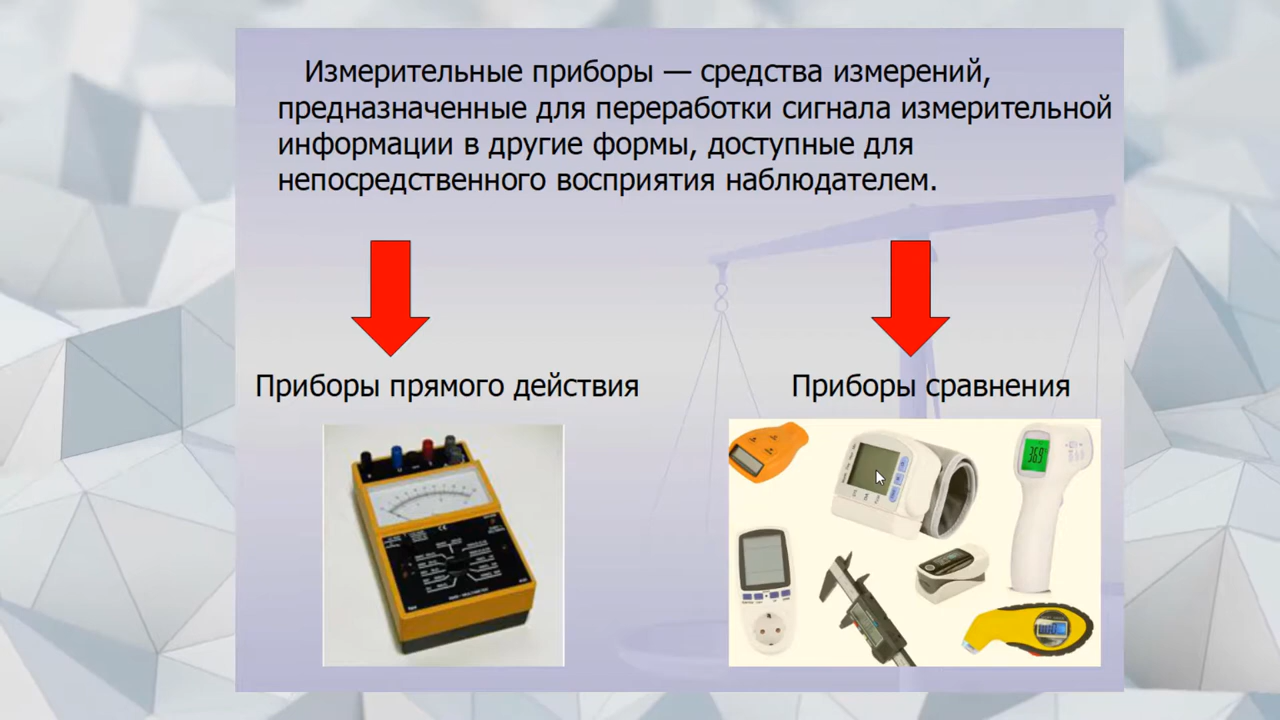 Измерительные приборы — средства измерений,
предназначенные для переработки сигнала измерительной
информации в другие формы, доступные для
непосредственного восприятия наблюдателем.
Приборы прямого действия
Приборы сравнения
36.9